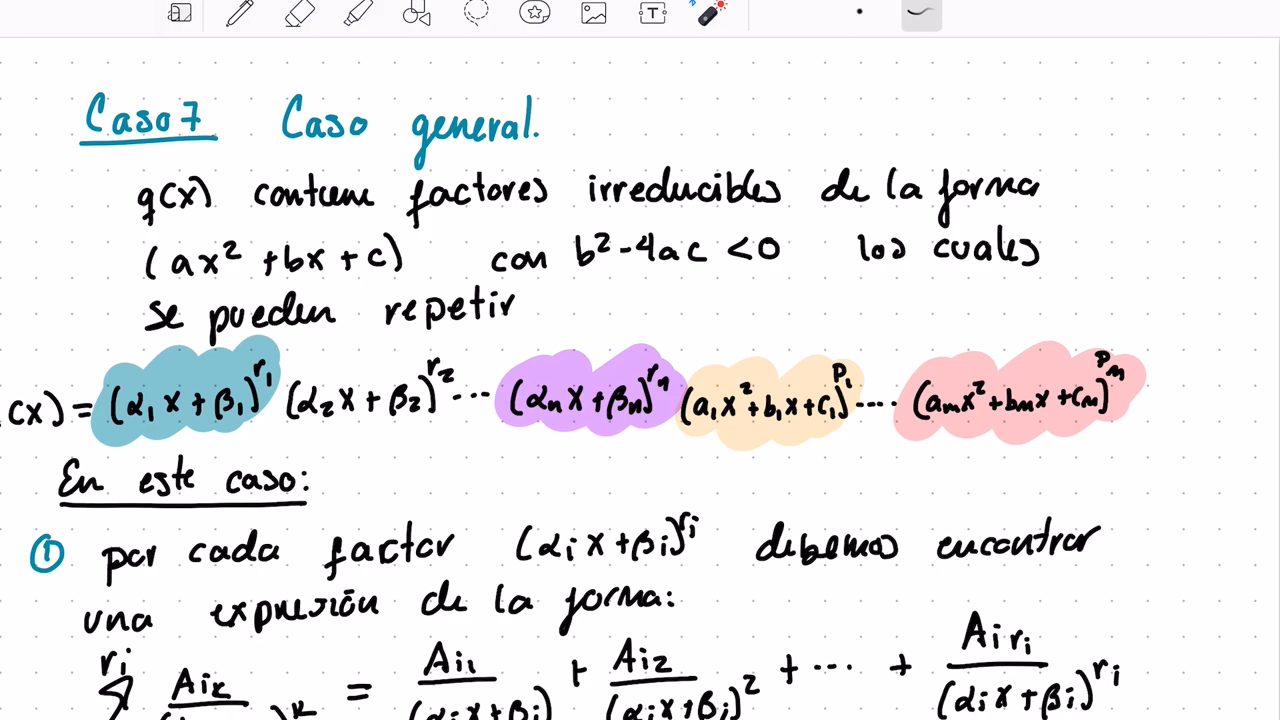 Caso 7 Caso general.
q(x) contiene factores irreducibles de la forma
(ax² + bx + c) con b² - 4ac < 0 los cuales
se pueden repetir
(x) = (α₁x + β₁)^r₁ (α₂x + β₂)^r₂ ... (αₙx + βₙ)^rₙ (a₁x² + b₁x + c₁)^p₁ .... (aₘx² + bₘx + cₘ)^pₘ
En este caso:
① por cada factor (αᵢx + βᵢ)^rᵢ debemos encontrar
una expresión de la forma:
rᵢ
Aᵢₖ = Aᵢ₁/(αᵢx + βᵢ) + Aᵢ₂/(αᵢx + βᵢ)² + ... + Aᵢrᵢ/(αᵢx + βᵢ)^rᵢ